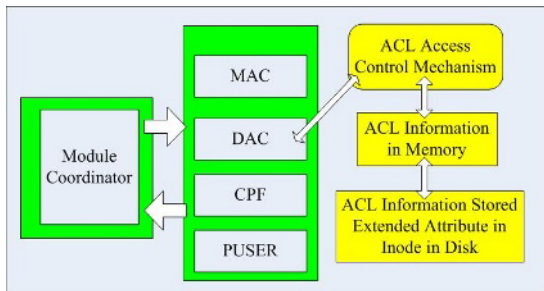 Module
Coordinator
MAC
DAC
CPF
PUSER
ACL Access
Control Mechanism
ACL Information
in Memory
ACL Information Stored
Extended Attribute in
Inode in Disk